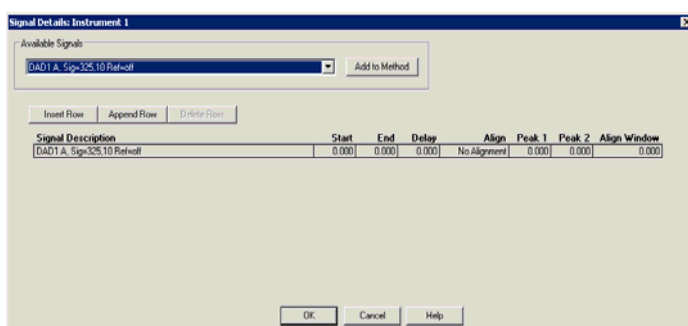 Signal Details: Instrument 1
Available Signals
DAD1 A, Sig=325,10 Ref=off
Add to Method
Insert Row Append Row Delete Row
Signal Description Start End Delay Align Peak 1 Peak 2 Align Window
DAD1 A, Sig=325,10 Ref=off 0.000 0.000 0.000 No Alignment 0.000 0.000 0.000
OK Cancel Help